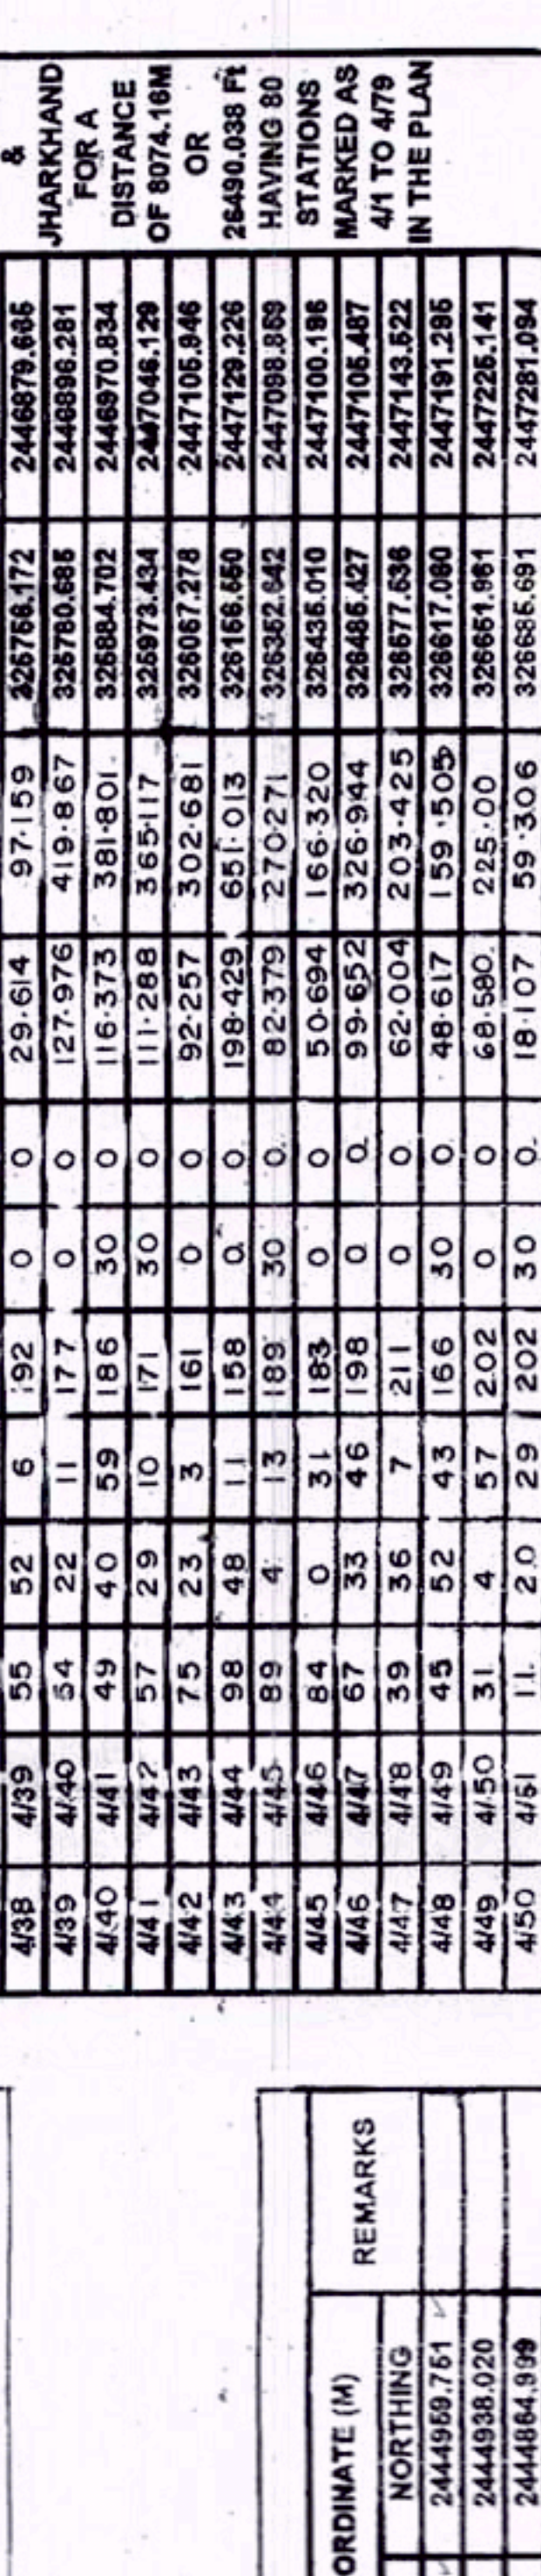 4/38 4/39 55 52 6 192 0 0 29.614 97.159 325756.172 2446879.665
4/39 4/40 54 22 11 177 0 0 127.976 419.867 325780.685 2446896.281
4/40 4/41 49 40 59 186 30 0 116.373 381.801 325884.702 2446970.834
4/41 4/42 57 29 10 171 30 0 111.288 365.117 325973.434 2447046.129
4/42 4/43 75 23 3 161 0 0 92.257 302.681 326067.278 2447105.946
4/43 4/44 98 48 11 158 0 0 198.429 651.013 326156.550 2447129.226
4/44 4/45 89 4 13 189 30 0 82.379 270.271 326352.642 2447098.869
4/45 4/46 84 0 31 183 0 0 50.694 166.320 326435.010 2447100.196
4/46 4/47 67 33 46 198 0 0 99.652 326.944 326485.427 2447105.487
4/47 4/48 39 36 7 211 0 0 62.004 203.425 326577.536 2447143.522
4/48 4/49 45 52 43 166 30 0 48.617 159.505 326617.060 2447191.295
4/49 4/50 31 4 57 202 0 0 68.580 225.00 326651.961 2447225.141
4/50 4/51 11 20 29 202 30 0 18.107 59.306 326685.691 2447281.094
&
JHARKHAND
FOR A
DISTANCE
OF 8074.16M
OR
26490.038 Ft
HAVING 80
STATIONS
MARKED AS
4/1 TO 4/79
IN THE PLAN
ORDINATE (M) REMARKS
NORTHING
2444959.751
2444938.020
2444864.999